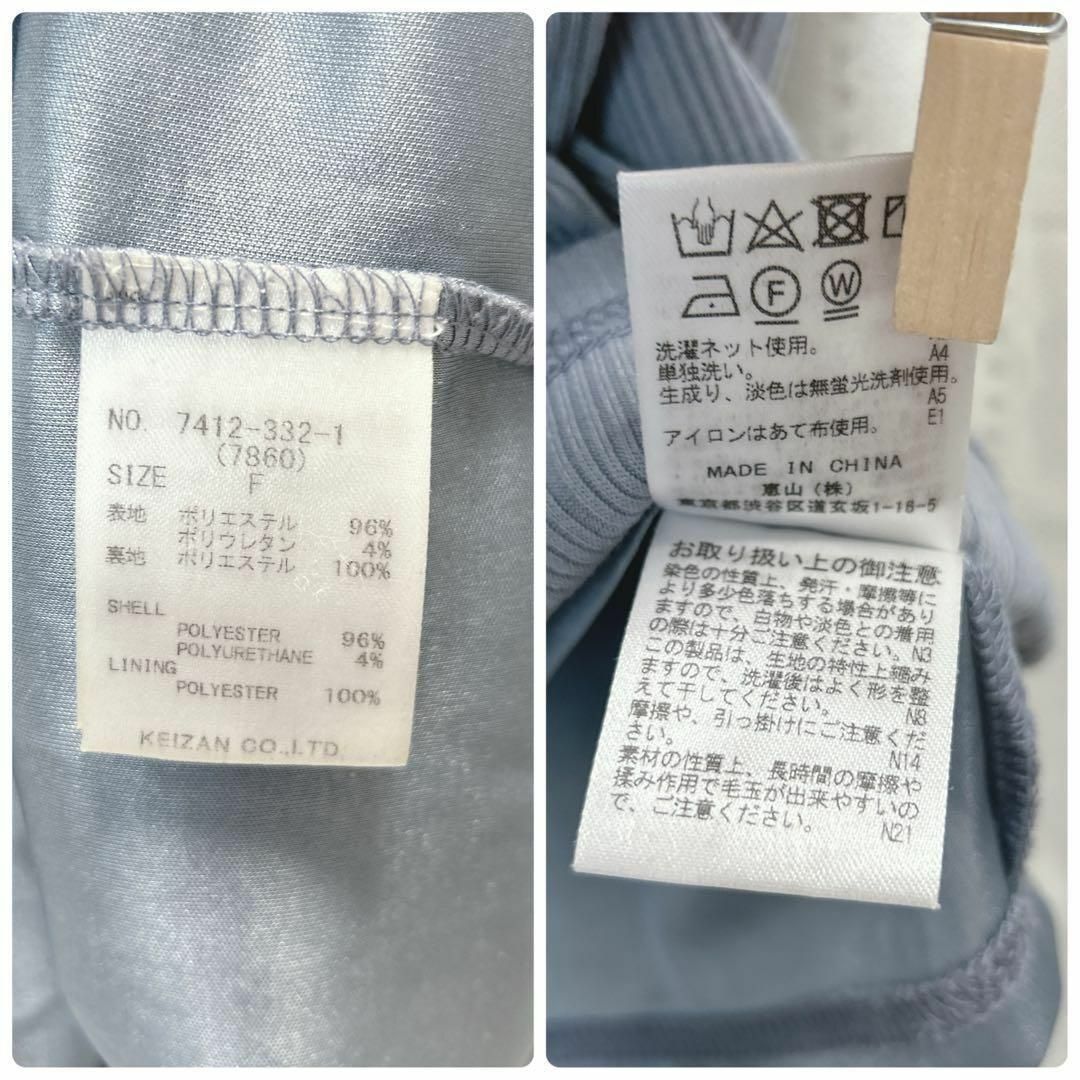 NO. 7412-332-1
(7860)
SIZE F
表地 ポリエステル 96%
ポリウレタン 4%
裏地 ポリエステル 100%
SHELL
POLYESTER 96%
POLYURETHANE 4%
LINING
POLYESTER 100%
KEIZAN CO.,LTD
F W
洗濯ネット使用。
A4
単独洗い。
生成り、淡色は無蛍光洗剤使用。
A5
E1
アイロンはあて布使用。
MADE IN CHINA
恵山(株)
東京都渋谷区道玄坂1-18-5
お取り扱い上の御注意
染色の性質上、発汗・摩擦等に
より多少色落ちする場合があり
ますので、白物や淡色との着用
の際は十分ご注意ください。N3
この製品は、生地の特性上縮み
ますので、洗濯後はよく形を整
えて干してください。 N8
摩擦や、引っ掛けにご注意くだ
さい。 N14
素材の性質上、長時間の摩擦や
揉み作用で毛玉が出来やすいの
で、ご注意ください。 N21